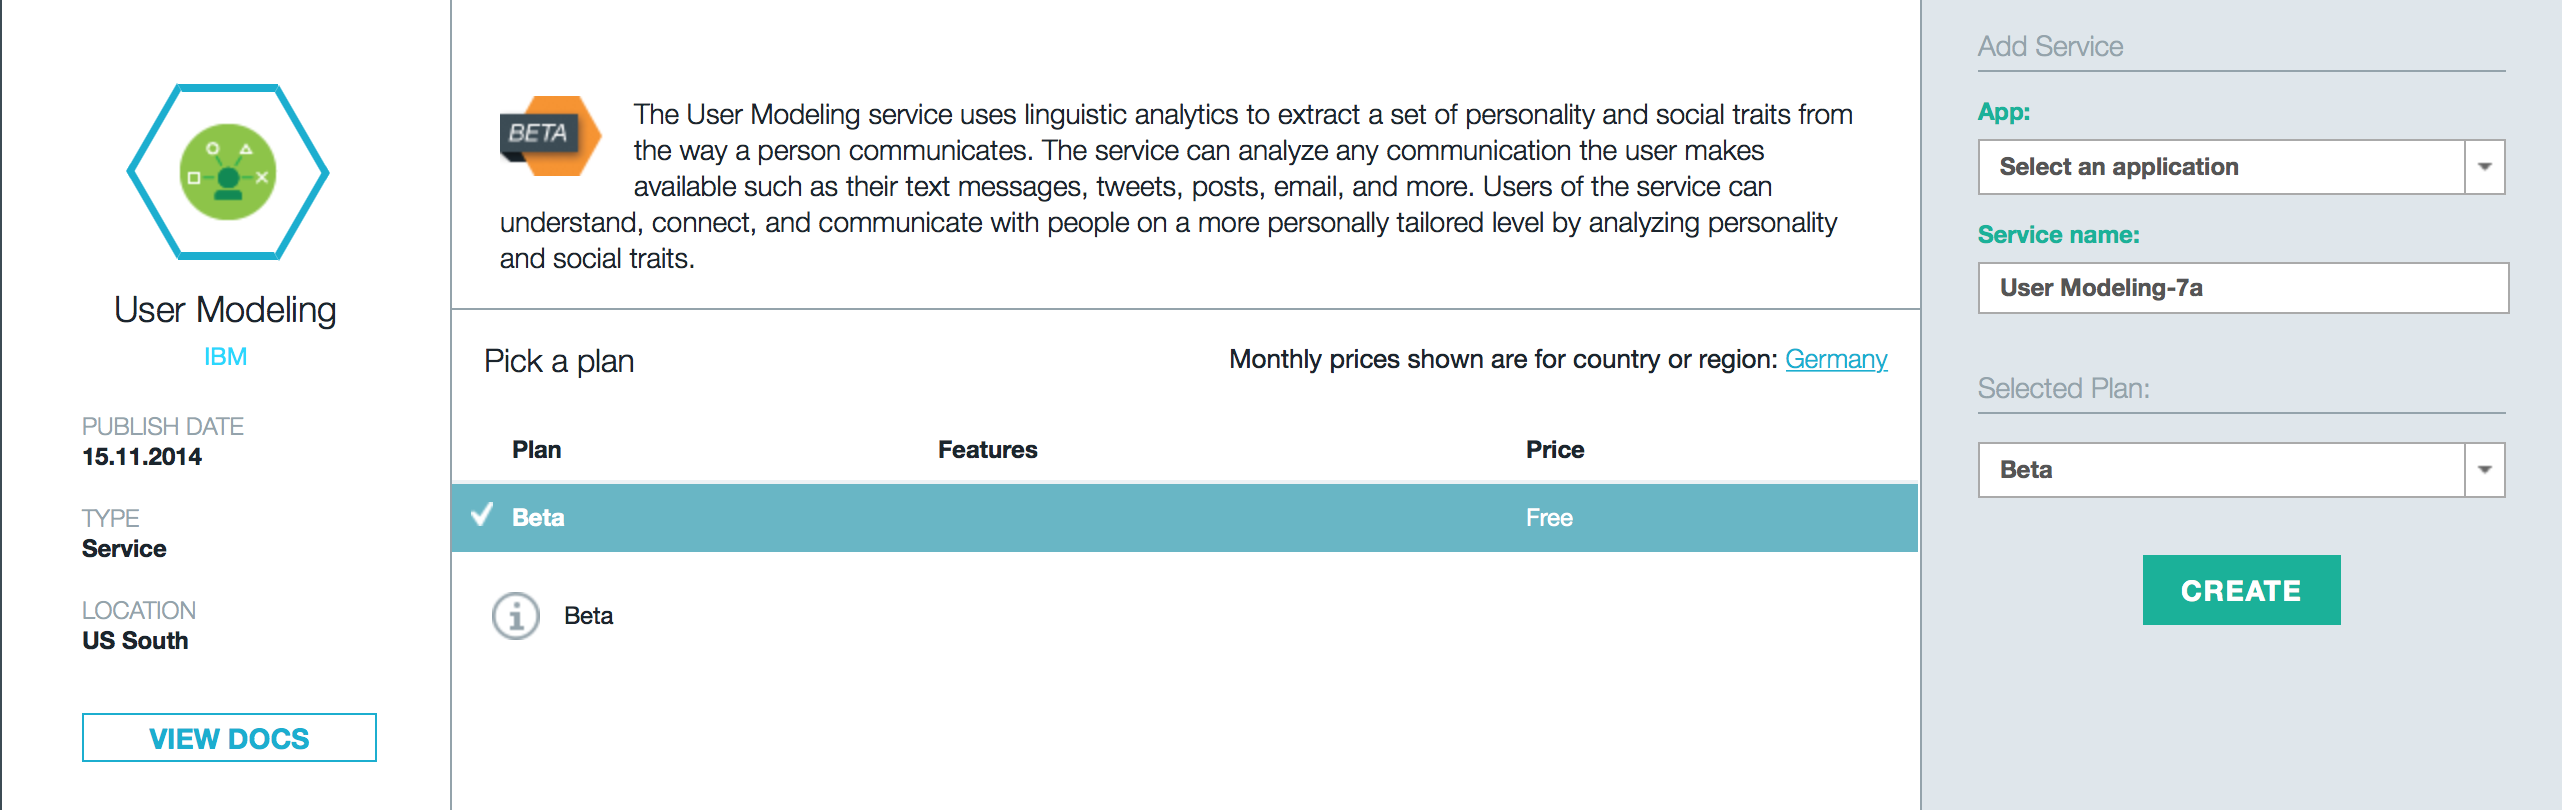 User Modeling
IBM
PUBLISH DATE
15.11.2014
TYPE
Service
LOCATION
US South
VIEW DOCS
BETA
The User Modeling service uses linguistic analytics to extract a set of personality and social traits from
the way a person communicates. The service can analyze any communication the user makes
available such as their text messages, tweets, posts, email, and more. Users of the service can
understand, connect, and communicate with people on a more personally tailored level by analyzing personality
and social traits.
Pick a plan
Monthly prices shown are for country or region: Germany
Plan Features Price
Beta Free
Beta
Add Service
App:
Select an application
Service name:
User Modeling-7a
Selected Plan:
Beta
CREATE